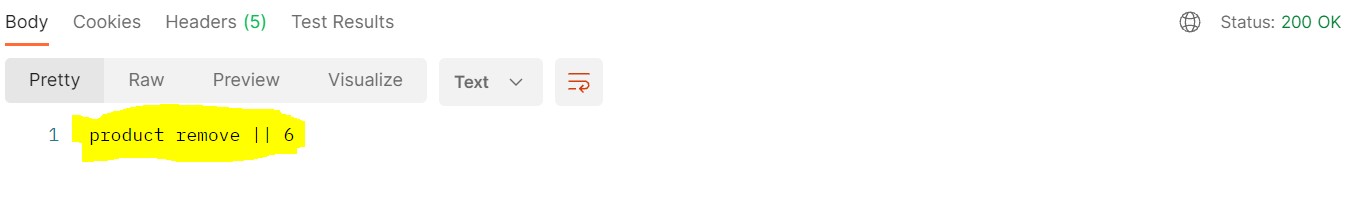 Body Cookies Headers (5) Test Results Status: 200 OK
Pretty Raw Preview Visualize Text
1 product remove || 6